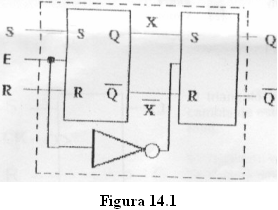 X
S S Q S Q
E
R R Q̅ R Q̅
X̅
Figura 14.1